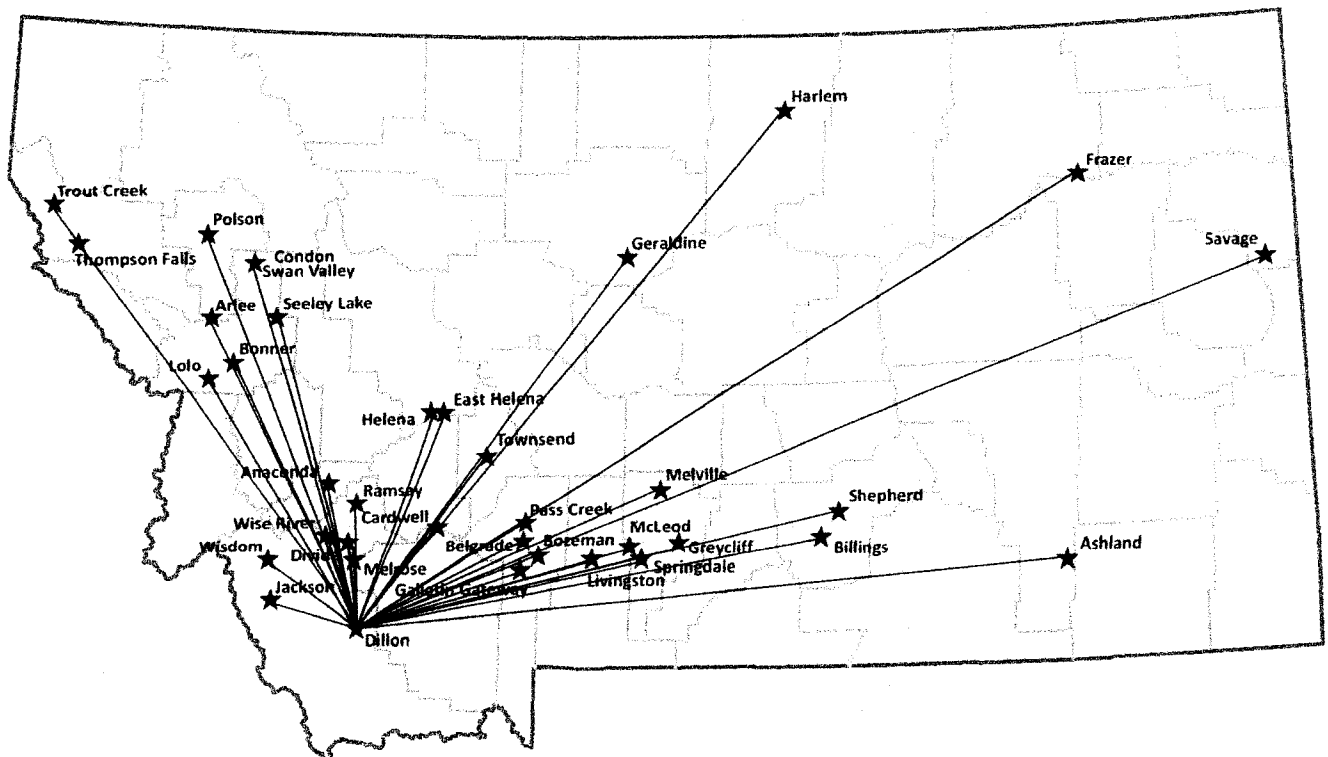 Harlem
Frazer
Trout Creek
Polson
Savage
Geraldine
Thompson Falls
Condon
Swan Valley
Arlee
Seeley Lake
Bonner
Lolo
East Helena
Helena
Townsend
Anaconda
Melville
Ramsay
Shepherd
Cardwell
Pass Creek
Wise River
McLeod
Wisdom
Belgrade
Bozeman
Greycliff
Billings
Ashland
Divide
Melrose
Springdale
Livingston
Jackson
Gallatin Gateway
Dillon